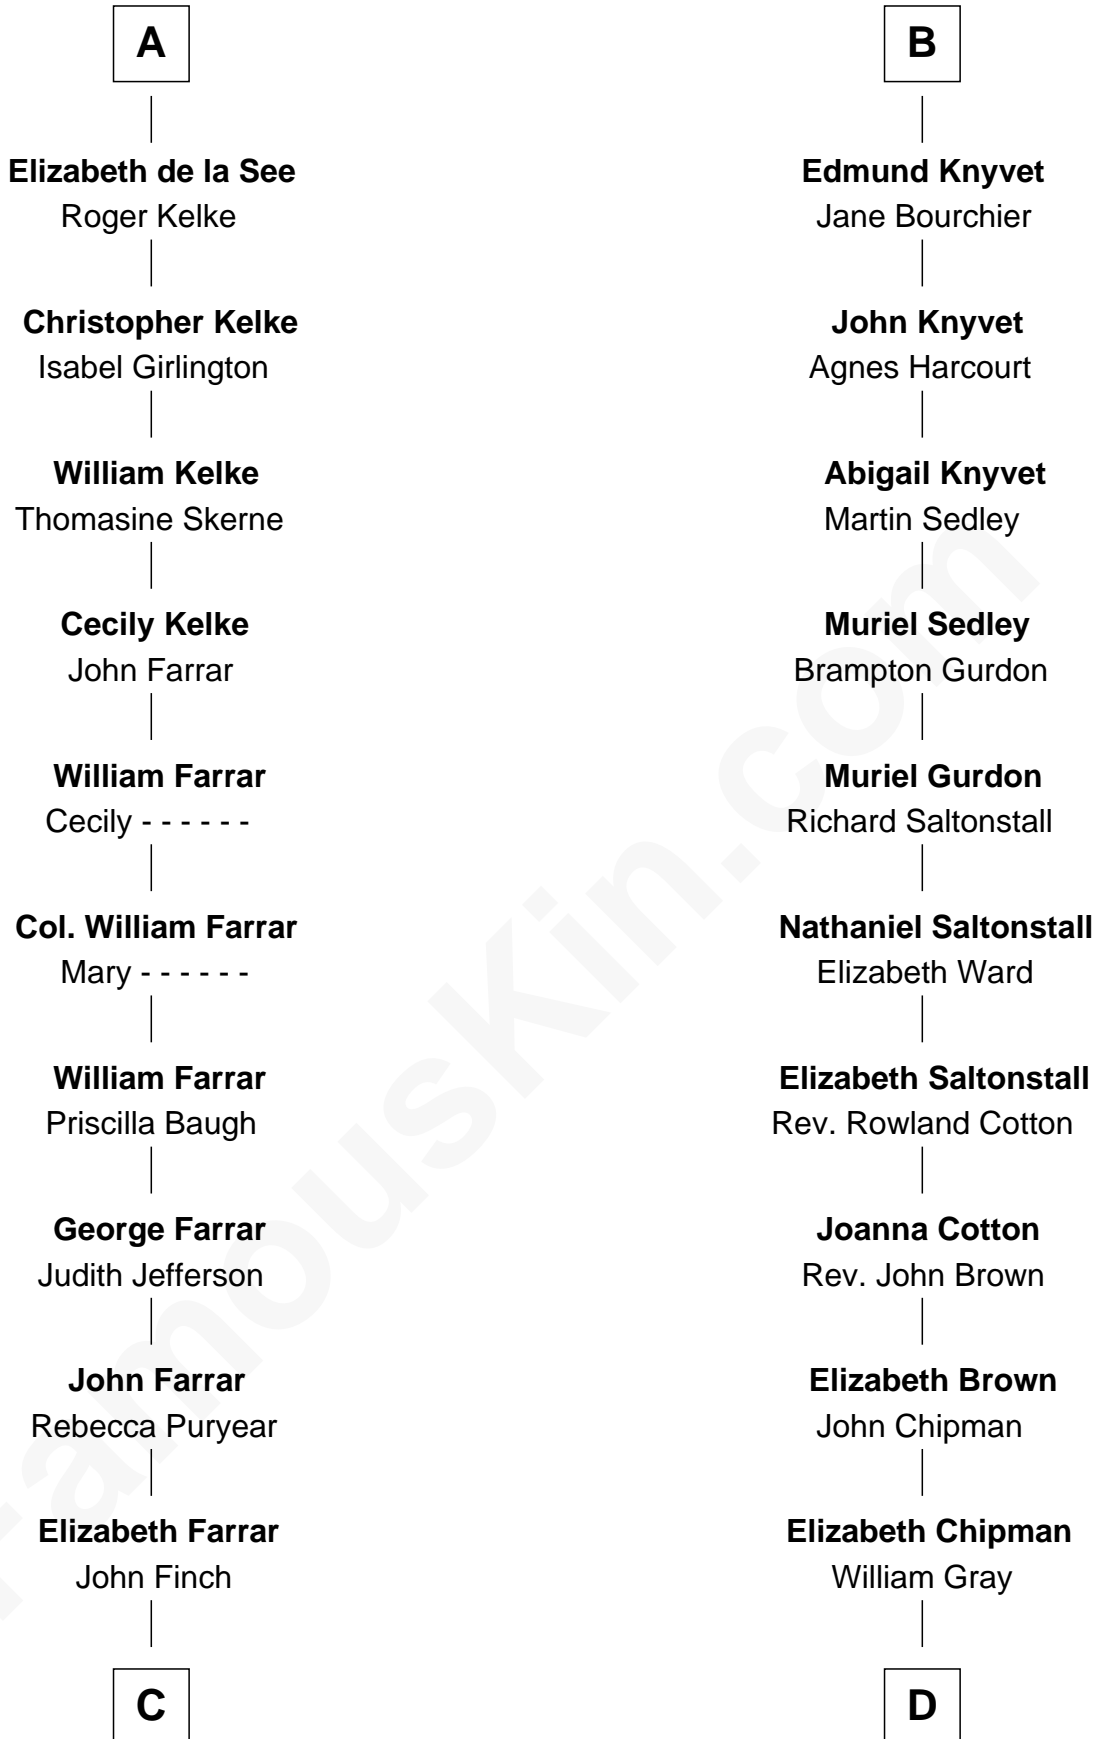 A
Elizabeth de la See
Roger Kelke
Christopher Kelke
Isabel Girlington
William Kelke
Thomasine Skerne
Cecily Kelke
John Farrar
William Farrar
Cecily - - - - - -
Col. William Farrar
Mary - - - - - -
William Farrar
Priscilla Baugh
George Farrar
Judith Jefferson
John Farrar
Rebecca Puryear
Elizabeth Farrar
John Finch
C
B
Edmund Knyvet
Jane Bourchier
John Knyvet
Agnes Harcourt
Abigail Knyvet
Martin Sedley
Muriel Sedley
Brampton Gurdon
Muriel Gurdon
Richard Saltonstall
Nathaniel Saltonstall
Elizabeth Ward
Elizabeth Saltonstall
Rev. Rowland Cotton
Joanna Cotton
Rev. John Brown
Elizabeth Brown
John Chipman
Elizabeth Chipman
William Gray
D
FamousKin.com